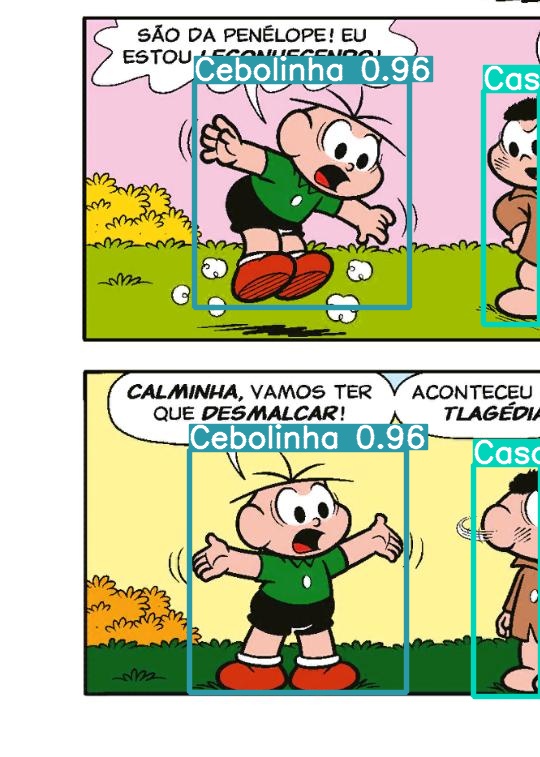 SÃO DA PENÉLOPE! EU
ESTOU LECONHECENDO!
Cebolinha 0.96
Cas
CALMINHA, VAMOS TER
QUE DESMALCAR!
ACONTECEU
TLAGÉDIA
Cebolinha 0.96
Casc